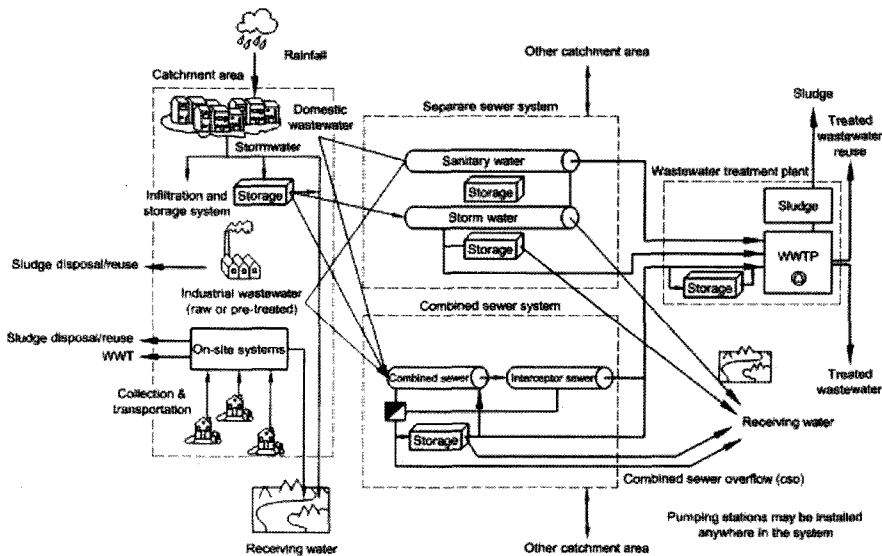 Rainfall
Catchment area
Stormwater
Infiltration and
storage system
Storage
Domestic
wastewater
Sludge disposal/reuse
Industrial wastewater
(raw or pre-treated)
Sludge disposal/reuse
WWT
On-site systems
Collection &
transportation
Receiving water
Other catchment area
Separare sewer system
Sanitary water
Storage
Storm water
Storage
Combined sewer system
Combined sewer
Interceptor sewer
Storage
Combined sewer overflow (cso)
Other catchment area
Sludge
Treated
wastewater
reuse
Wastewater treatment plant
Sludge
WWTP
Storage
Treated
wastewater
Receiving water
Pumping stations may be installed
anywhere in the system